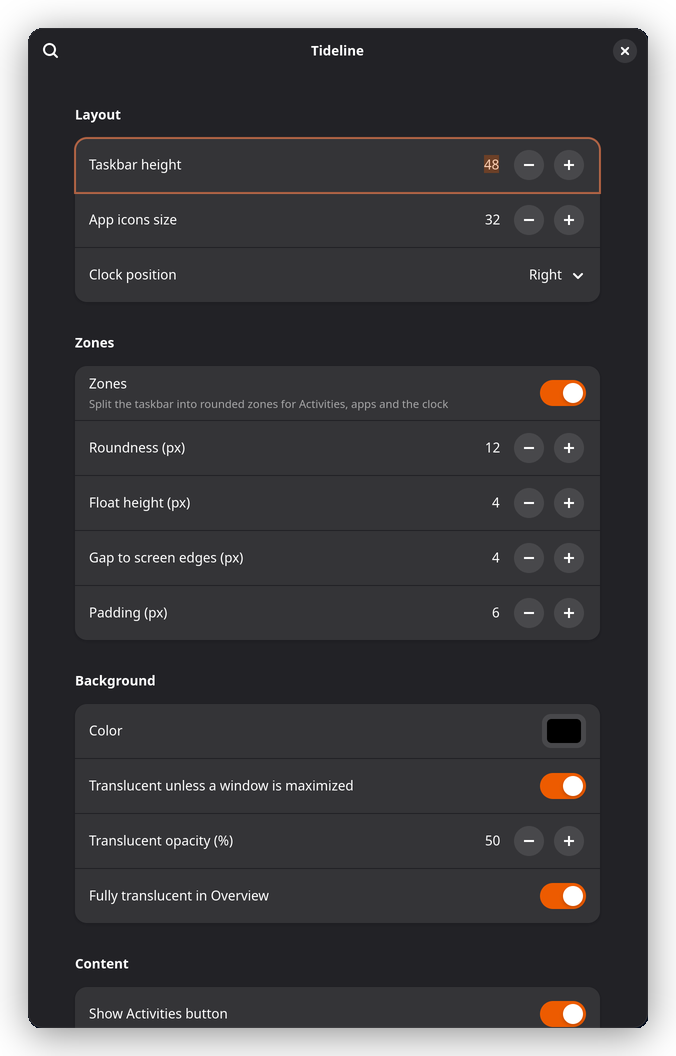 Tideline
Layout
Taskbar height 48
App icons size 32
Clock position Right
Zones
Zones
Split the taskbar into rounded zones for Activities, apps and the clock
Roundness (px) 12
Float height (px) 4
Gap to screen edges (px) 4
Padding (px) 6
Background
Color
Translucent unless a window is maximized
Translucent opacity (%) 50
Fully translucent in Overview
Content
Show Activities button